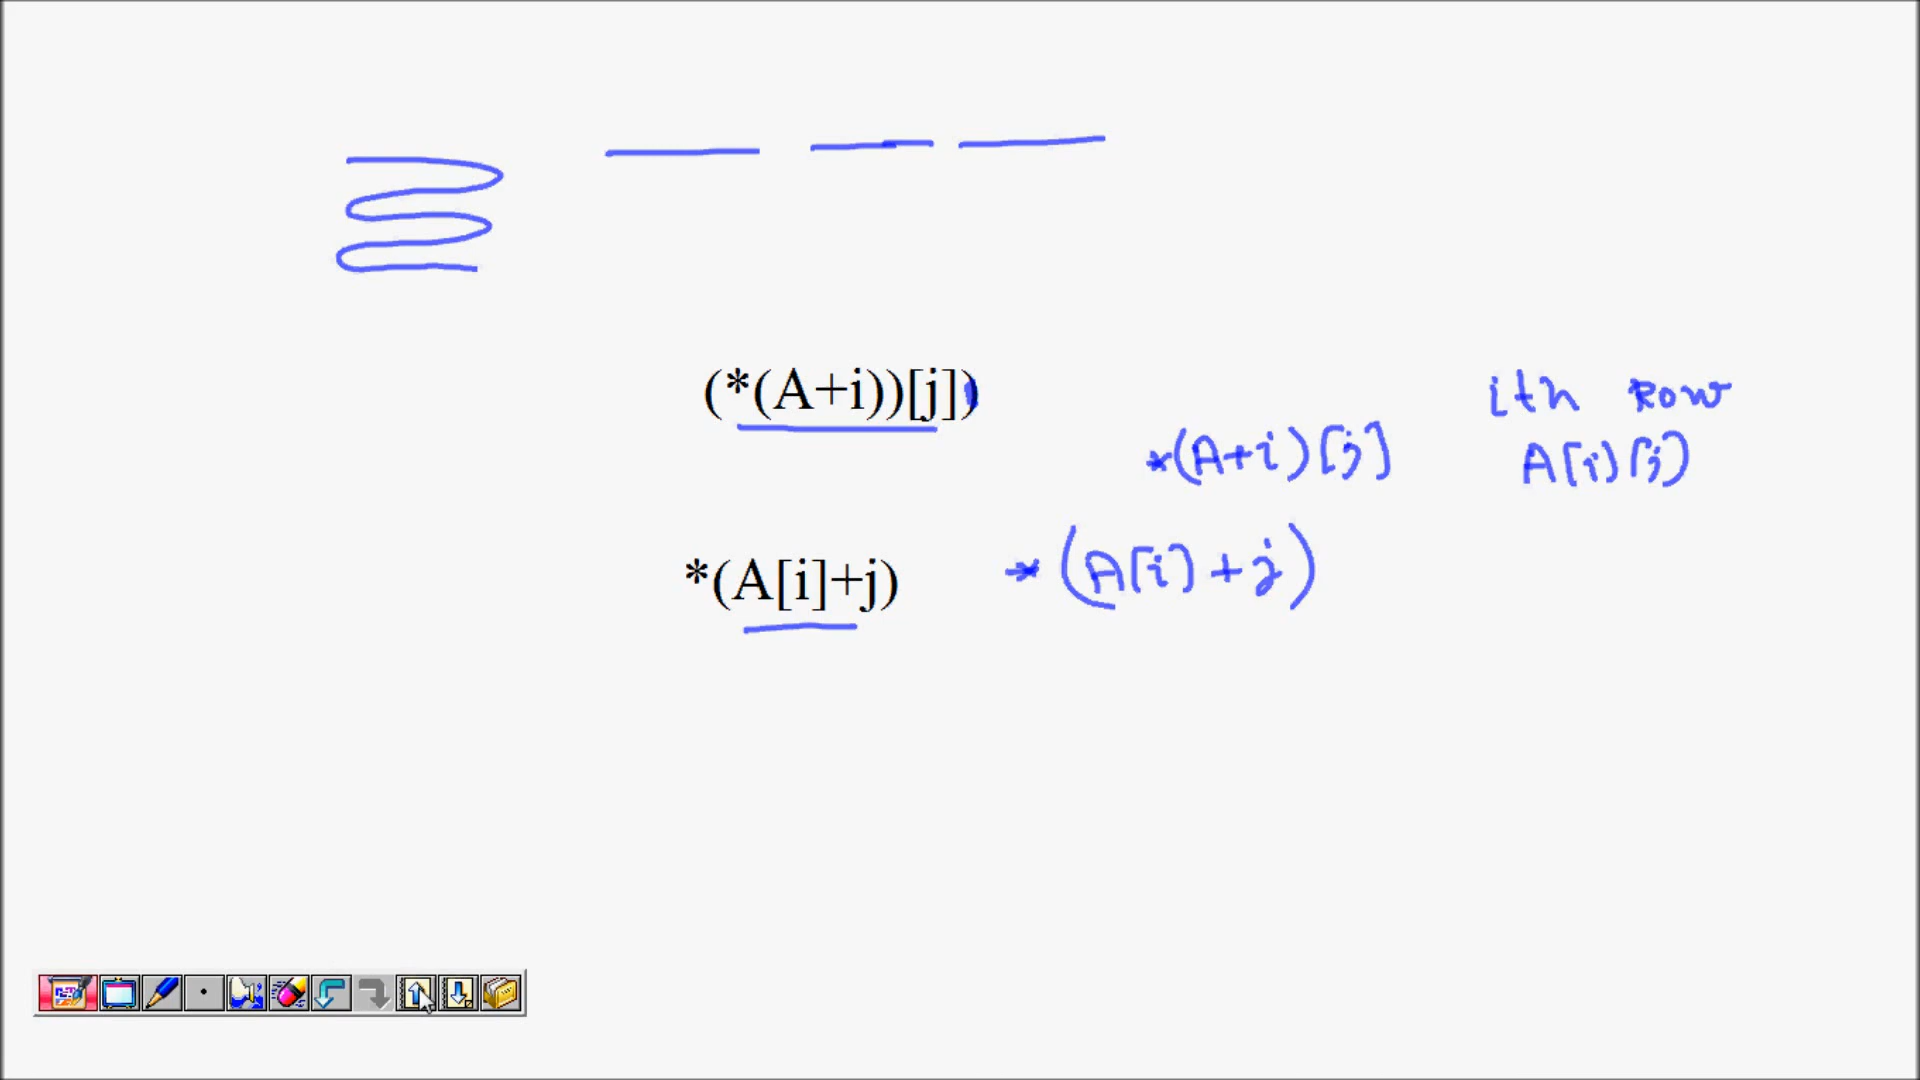 (*(A+i))[j])
ith Row
*(A+i)[j]
A[i][j]
*(A[i]+j)
*(A[i]+j)